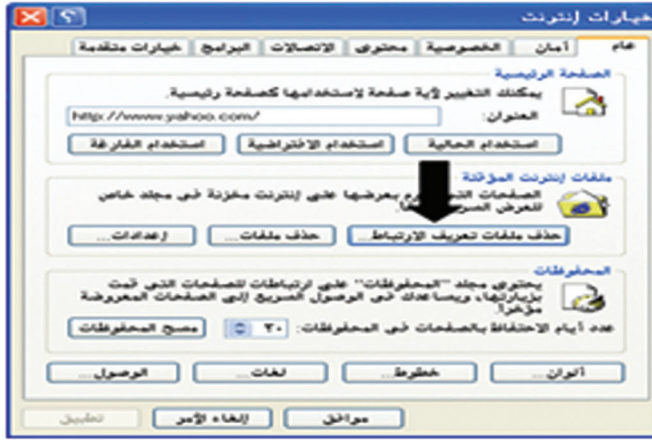 خيارات إنترنت
عام أمان الخصوصية محتوى الاتصالات البرامج خيارات متقدمة
الصفحة الرئيسية
يمكنك التغيير لأية صفحة لاستخدامها كصفحة رئيسية.
العنوان: http://www.yahoo.com/
استخدام الحالية استخدام الافتراضية استخدام الفارغة
ملفات إنترنت المؤقتة
الصفحات يتم عرضها على إنترنت مخزنة في مجلد خاص
للعرض
حذف ملفات تعريف الارتباط... حذف ملفات... إعدادات...
المحفوظات
يحتوي مجلد "المحفوظات" على ارتباطات للصفحات التي قمت
بزيارتها، ويساعدك في الوصول السريع إلى الصفحات المعروضة
مؤخرا.
عدد أيام الاحتفاظ بالصفحات في المحفوظات: ٢٠ مسح المحفوظات
ألوان... خطوط... لغات... الوصول...
موافق إلغاء الأمر تطبيق